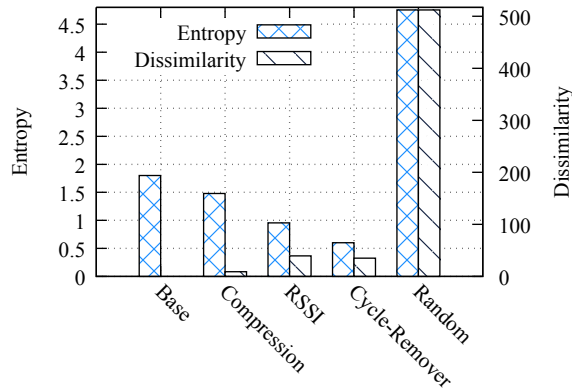 Entropy
Dissimilarity
4.5
4
3.5
3
2.5
2
1.5
1
0.5
0
Entropy
500
400
300
200
100
0
Dissimilarity
Base
Compression
RSSI
Cycle-Remover
Random